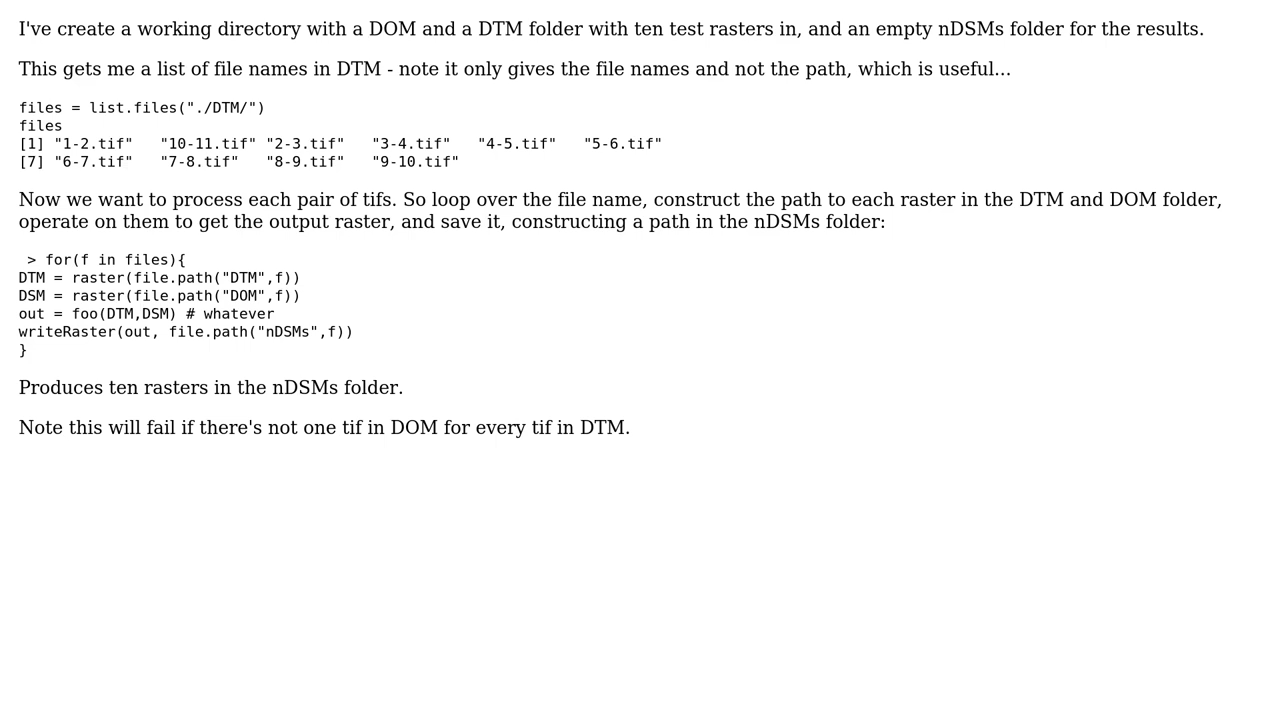 I've create a working directory with a DOM and a DTM folder with ten test rasters in, and an empty nDSMs folder for the results.
This gets me a list of file names in DTM - note it only gives the file names and not the path, which is useful...
files = list.files("./DTM/")
files
[1] "1-2.tif"   "10-11.tif" "2-3.tif"   "3-4.tif"   "4-5.tif"   "5-6.tif"
[7] "6-7.tif"   "7-8.tif"   "8-9.tif"   "9-10.tif"
Now we want to process each pair of tifs. So loop over the file name, construct the path to each raster in the DTM and DOM folder,
operate on them to get the output raster, and save it, constructing a path in the nDSMs folder:
 > for(f in files){
DTM = raster(file.path("DTM",f))
DSM = raster(file.path("DOM",f))
out = foo(DTM,DSM) # whatever
writeRaster(out, file.path("nDSMs",f))
}
Produces ten rasters in the nDSMs folder.
Note this will fail if there's not one tif in DOM for every tif in DTM.